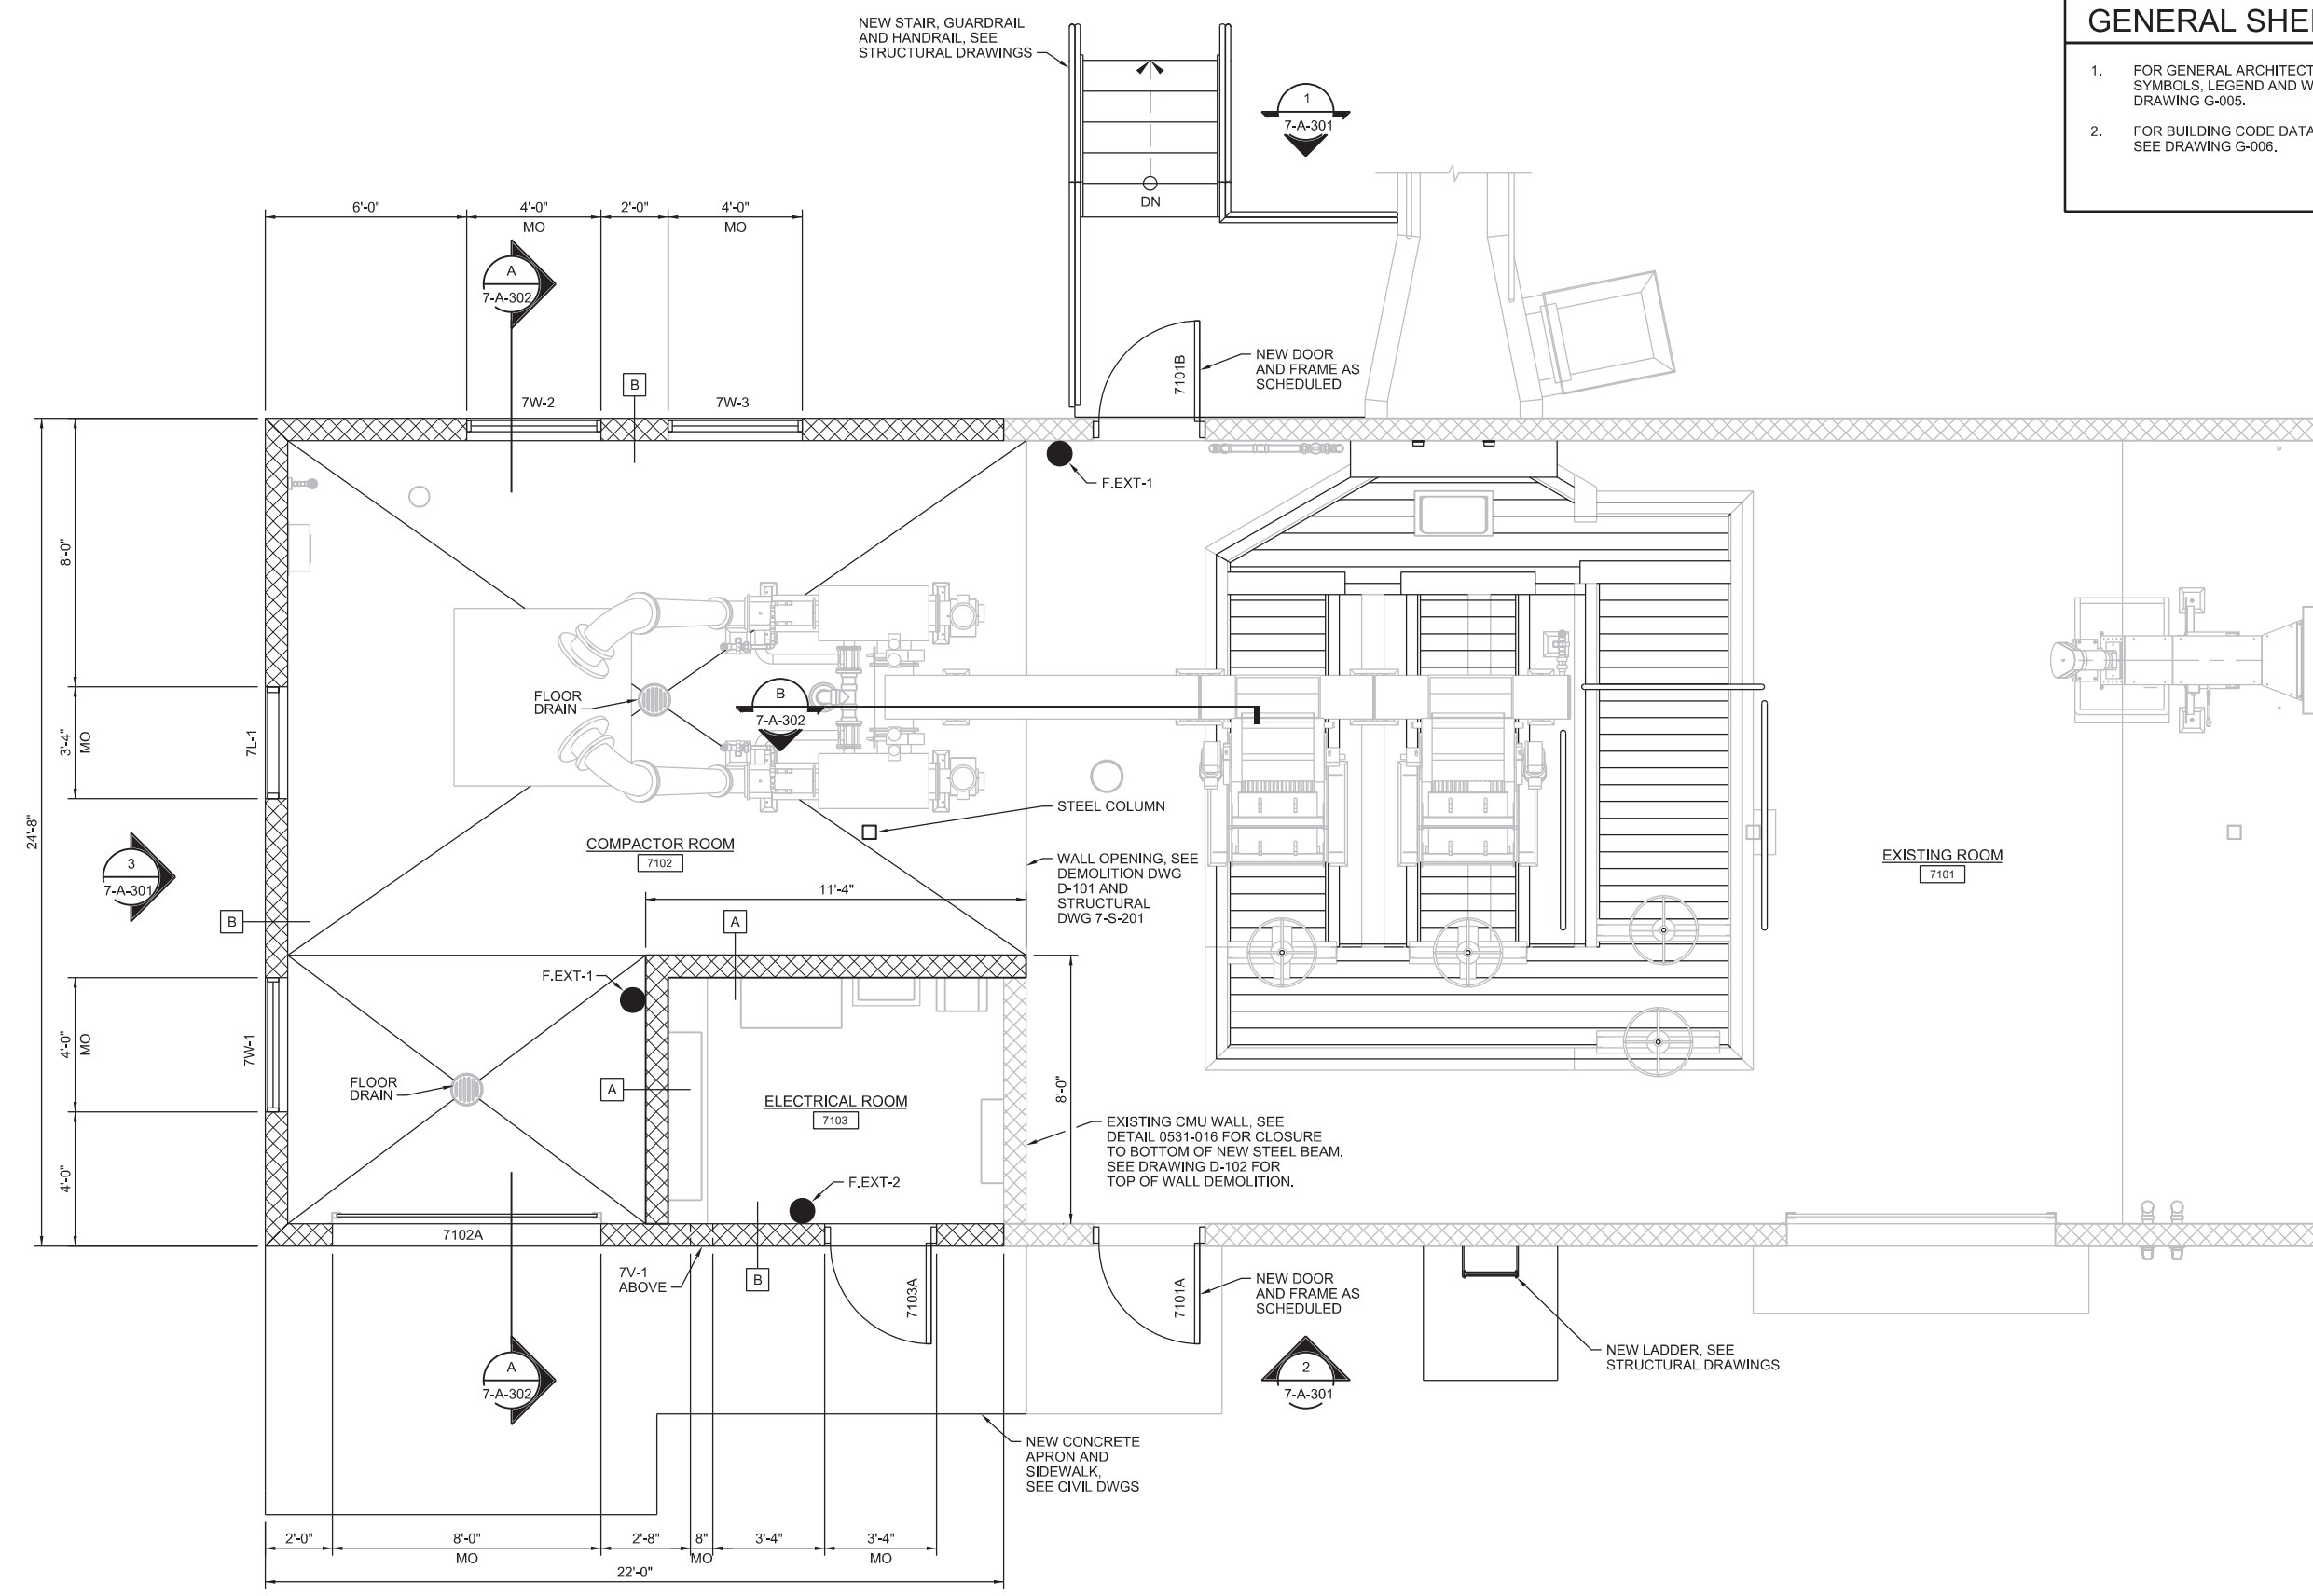 NEW STAIR, GUARDRAIL
AND HANDRAIL, SEE
STRUCTURAL DRAWINGS
DN
1
7-A-301
GENERAL
1. FOR GENERAL
SYMBOLS, LEGEND AND
DRAWING G-005.
2. FOR BUILDING CODE DATA
SEE DRAWING G-006.
6'-0"
4'-0"
MO
2'-0"
4'-0"
MO
A
7-A-302
B
7W-2
7W-3
7101B
NEW DOOR
AND FRAME AS
SCHEDULED
F.EXT-1
8'-0"
3'-4"
MO
7L-1
24'-8"
FLOOR
DRAIN
B
7-A-302
STEEL COLUMN
COMPACTOR ROOM
7102
WALL OPENING, SEE
DEMOLITION DWG
D-101 AND
STRUCTURAL
DWG 7-S-201
EXISTING ROOM
7101
3
7-A-301
11'-4"
B
A
F.EXT-1
4'-0"
MO
7W-1
FLOOR
DRAIN
A
ELECTRICAL ROOM
7103
8'-0"
EXISTING CMU WALL, SEE
DETAIL 0531-016 FOR CLOSURE
TO BOTTOM OF NEW STEEL BEAM.
SEE DRAWING D-102 FOR
TOP OF WALL DEMOLITION.
4'-0"
F.EXT-2
7102A
7V-1
ABOVE
B
7103A
7101A
NEW DOOR
AND FRAME AS
SCHEDULED
A
7-A-302
2
7-A-301
NEW LADDER, SEE
STRUCTURAL DRAWINGS
NEW CONCRETE
APRON AND
SIDEWALK,
SEE CIVIL DWGS
2'-0"
8'-0"
MO
2'-8"
8"
MO
3'-4"
3'-4"
MO
22'-0"